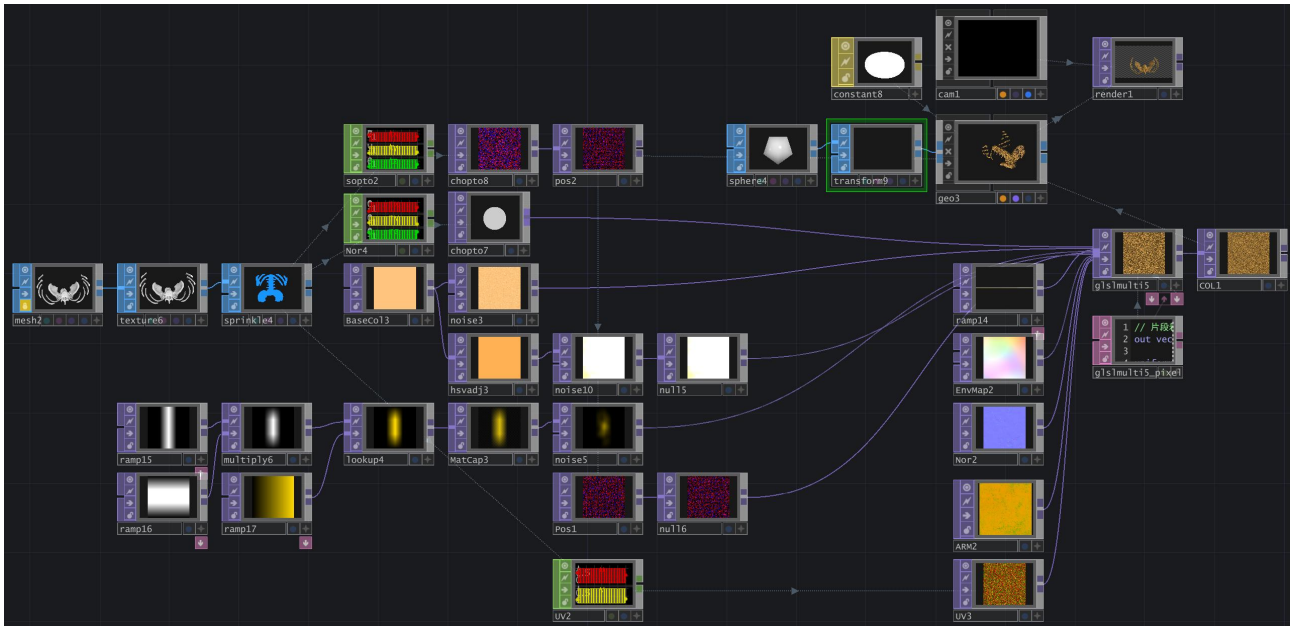 constant8
cam1
render1
sopto2
chopto8
pos2
sphere4
transform9
geo3
Nor4
chopto7
mesh2
texture6
sprinkle4
BaseCol3
noise3
ramp14
glslmulti5
COL1
1 // 片段
2 out vec
3
glslmulti5_pixel
hsvadj3
noise10
null5
EnvMap2
ramp15
multiply6
lookup4
MatCap3
noise5
Nor2
ramp16
ramp17
Pos1
null6
ARM2
UV2
UV3